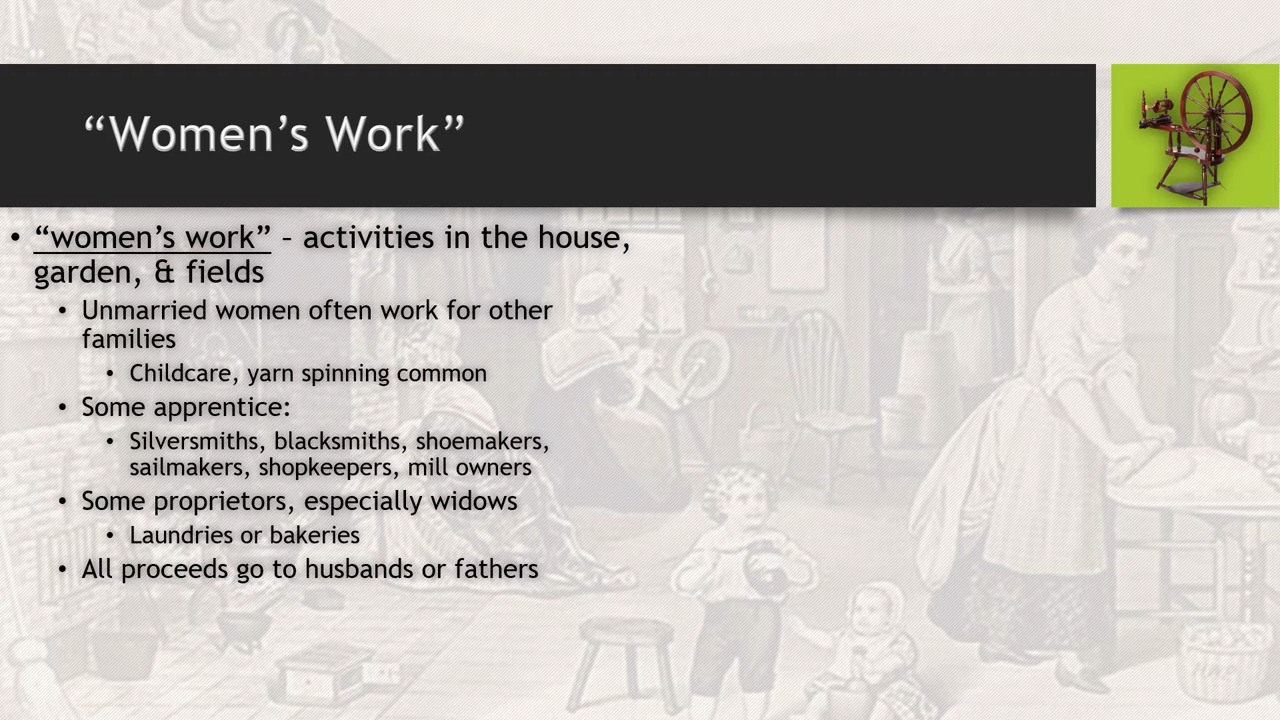 “Women’s Work”
• “women’s work” – activities in the house,
garden, & fields
• Unmarried women often work for other
families
• Childcare, yarn spinning common
• Some apprentice:
• Silversmiths, blacksmiths, shoemakers,
sailmakers, shopkeepers, mill owners
• Some proprietors, especially widows
• Laundries or bakeries
• All proceeds go to husbands or fathers